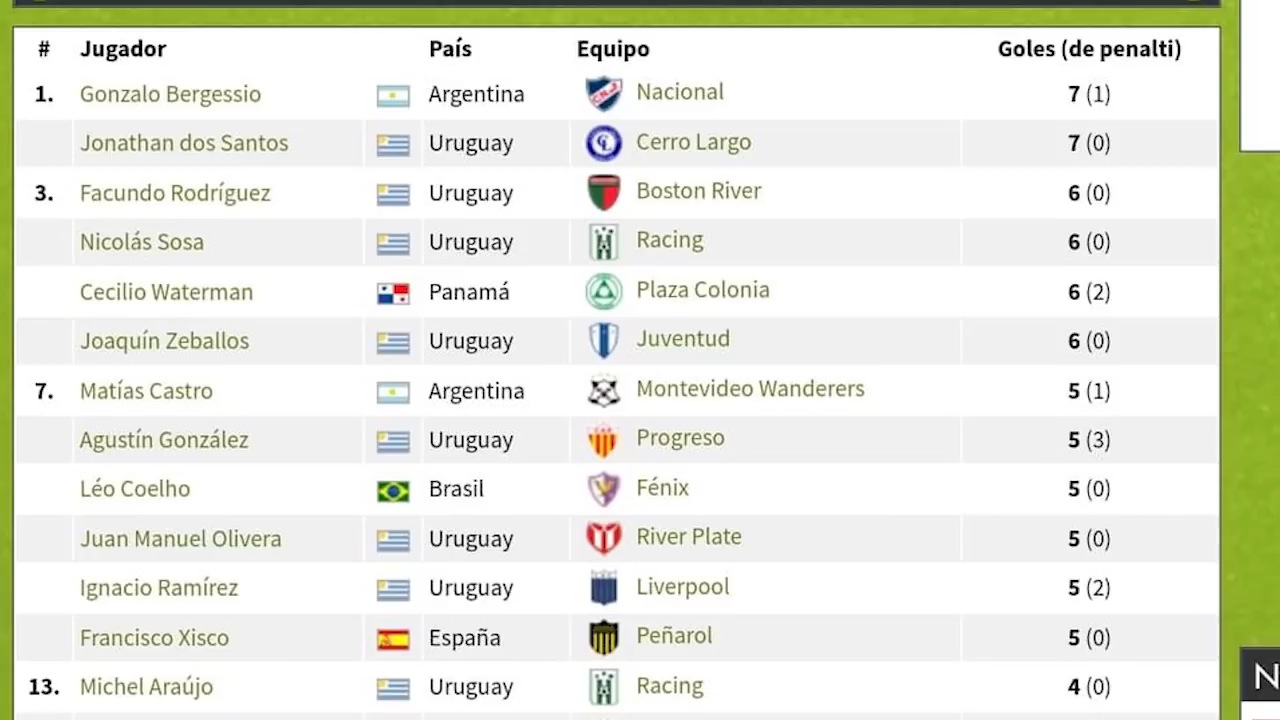 # Jugador País Equipo Goles (de penalti)
1. Gonzalo Bergessio Argentina Nacional 7 (1)
Jonathan dos Santos Uruguay Cerro Largo 7 (0)
3. Facundo Rodríguez Uruguay Boston River 6 (0)
Nicolás Sosa Uruguay Racing 6 (0)
Cecilio Waterman Panamá Plaza Colonia 6 (2)
Joaquín Zeballos Uruguay Juventud 6 (0)
7. Matías Castro Argentina Montevideo Wanderers 5 (1)
Agustín González Uruguay Progreso 5 (3)
Léo Coelho Brasil Fénix 5 (0)
Juan Manuel Olivera Uruguay River Plate 5 (0)
Ignacio Ramírez Uruguay Liverpool 5 (2)
Francisco Xisco España Peñarol 5 (0)
13. Michel Araújo Uruguay Racing 4 (0)
N